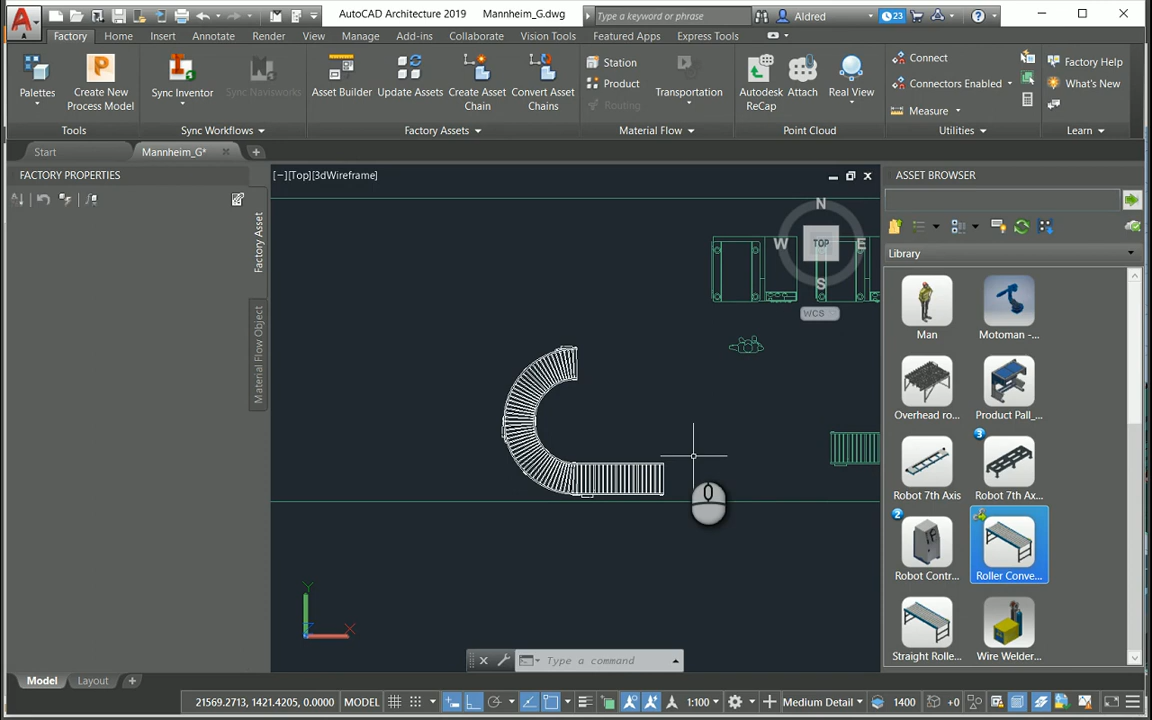 AutoCAD Architecture 2019 Mannheim_G.dwg
Type a keyword or phrase
Aldred
23
Factory Home Insert Annotate Render View Manage Add-ins Collaborate Vision Tools Featured Apps Express Tools
Palettes
Create New
Process Model
Sync Inventor
Sync Navisworks
Asset Builder
Update Assets
Create Asset
Chain
Convert Asset
Chains
Station
Product
Routing
Transportation
Autodesk
ReCap
Attach
Real View
Connect
Connectors Enabled
Measure
Factory Help
What's New
Tools
Sync Workflows
Factory Assets
Material Flow
Point Cloud
Utilities
Learn
Start
Mannheim_G*
FACTORY PROPERTIES
Factory Asset
Material Flow Object
[−][Top][3dWireframe]
N
W
TOP
E
S
WCS
Y
X
ASSET BROWSER
Library
Man
Motoman -...
Overhead ro...
Product Pall_...
Robot 7th Axis
3
Robot 7th Ax...
2
Robot Contr...
Roller Conve...
Straight Rolle...
Wire Welder...
Type a command
Model
Layout
21569.2713, 1421.4205, 0.0000
MODEL
1:100
Medium Detail
1400
+0